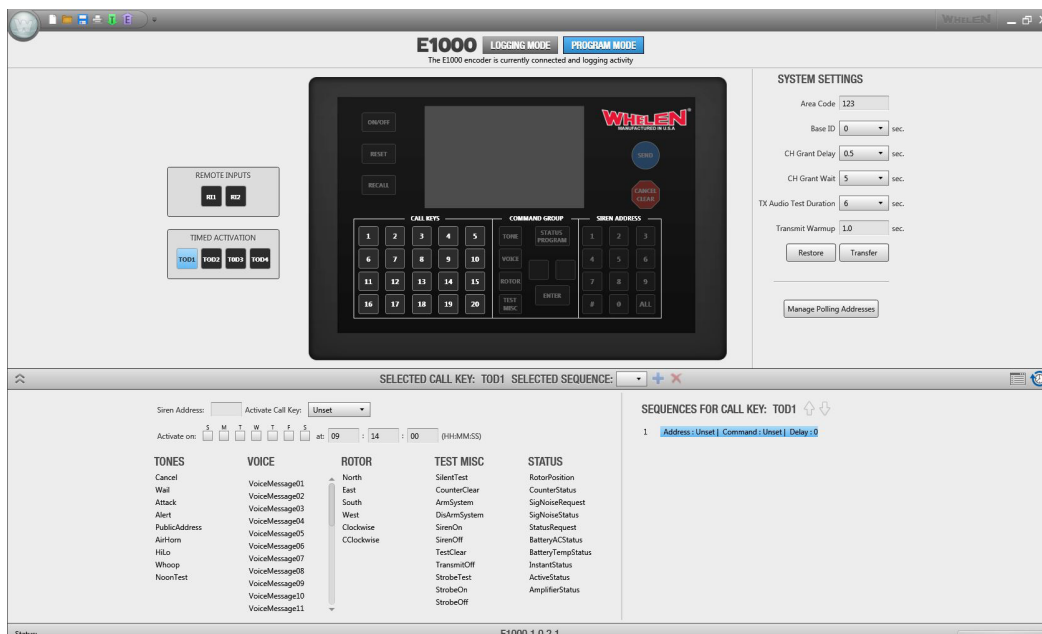 WHELEN
E1000 LOGGING MODE PROGRAM MODE
The E1000 encoder is currently connected and logging activity
REMOTE INPUTS
RI1 RI2
TIMED ACTIVATION
TOD1 TOD2 TOD3 TOD4
ON/OFF
RESET
RECALL
WHELEN
MANUFACTURED IN U.S.A
SEND
CANCEL
CLEAR
CALL KEYS COMMAND GROUP SIREN ADDRESS
1 2 3 4 5 TONE STATUS PROGRAM 1 2 3
6 7 8 9 10 VOICE 4 5 6
11 12 13 14 15 ROTOR 7 8 9
16 17 18 19 20 TEST MISC ENTER # 0 ALL
SYSTEM SETTINGS
Area Code 123
Base ID 0 sec.
CH Grant Delay 0.5 sec.
CH Grant Wait 5 sec.
TX Audio Test Duration 6 sec.
Transmit Warmup 1.0 sec.
Restore Transfer
Manage Polling Addresses
SELECTED CALL KEY: TOD1 SELECTED SEQUENCE:
Siren Address: Activate Call Key: Unset
S M T W T F S
Activate on: at: 09 : 14 : 00 (HH:MM:SS)
TONES
Cancel
Wail
Attack
Alert
PublicAddress
AirHorn
HiLo
Whoop
NoonTest
VOICE
VoiceMessage01
VoiceMessage02
VoiceMessage03
VoiceMessage04
VoiceMessage05
VoiceMessage06
VoiceMessage07
VoiceMessage08
VoiceMessage09
VoiceMessage10
VoiceMessage11
ROTOR
North
East
South
West
Clockwise
CClockwise
TEST MISC
SilentTest
CounterClear
ArmSystem
DisArmSystem
SirenOn
SirenOff
TestClear
TransmitOff
StrobeTest
StrobeOn
StrobeOff
STATUS
RotorPosition
CounterStatus
SigNoiseRequest
SigNoiseStatus
StatusRequest
BatteryACStatus
BatteryTempStatus
InstantStatus
ActiveStatus
AmplifierStatus
SEQUENCES FOR CALL KEY: TOD1
1 Address : Unset | Command : Unset | Delay : 0
Status:
E1000 1.0.2.1